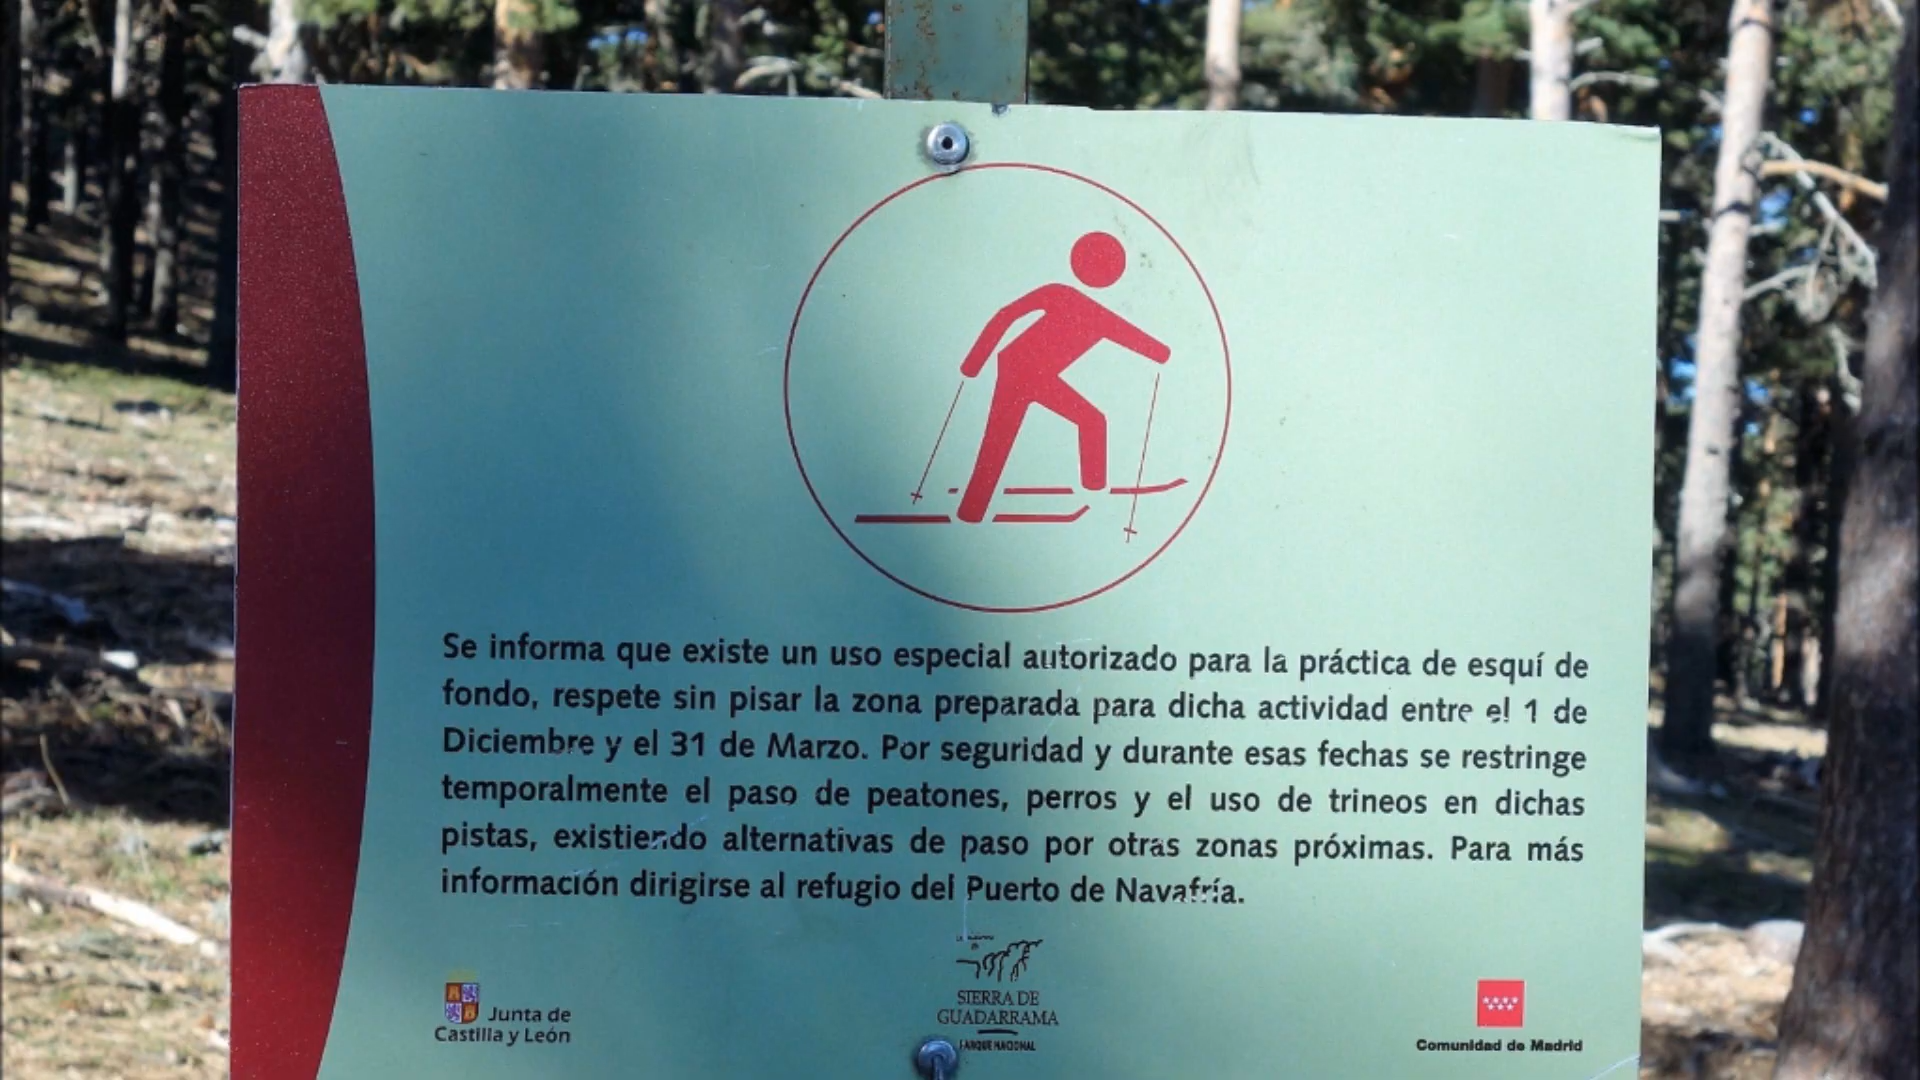 Se informa que existe un uso especial autorizado para la práctica de esquí de
fondo, respete sin pisar la zona preparada para dicha actividad entre el 1 de
Diciembre y el 31 de Marzo. Por seguridad y durante esas fechas se restringe
temporalmente el paso de peatones, perros y el uso de trineos en dichas
pistas, existiendo alternativas de paso por otras zonas próximas. Para más
información dirigirse al refugio del Puerto de Navafría.
Junta de
Castilla y León
SIERRA DE
GUADARRAMA
PARQUE NACIONAL
Comunidad de Madrid